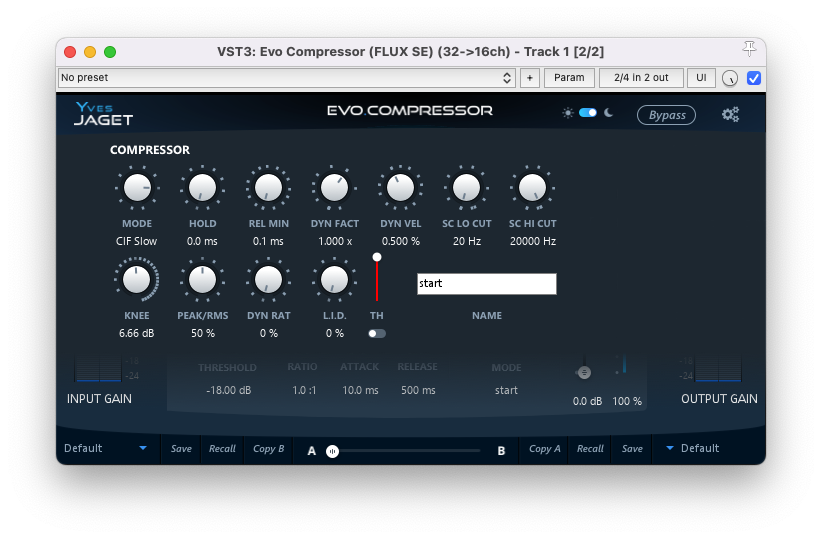 VST3: Evo Compressor (FLUX SE) (32->16ch) - Track 1 [2/2]
No preset + Param 2/4 in 2 out UI
Yves
JAGET
EVO.COMPRESSOR
Bypass
COMPRESSOR
MODE HOLD REL MIN DYN FACT DYN VEL SC LO CUT SC HI CUT
CIF Slow 0.0 ms 0.1 ms 1.000 x 0.500 % 20 Hz 20000 Hz
start
KNEE PEAK/RMS DYN RAT L.I.D. TH NAME
6.66 dB 50 % 0 % 0 %
-18 -18
THRESHOLD RATIO ATTACK RELEASE MODE
-24 -24
-18.00 dB 1.0 :1 10.0 ms 500 ms start
INPUT GAIN 0.0 dB 100 % OUTPUT GAIN
Default Save Recall Copy B A B Copy A Recall Save Default